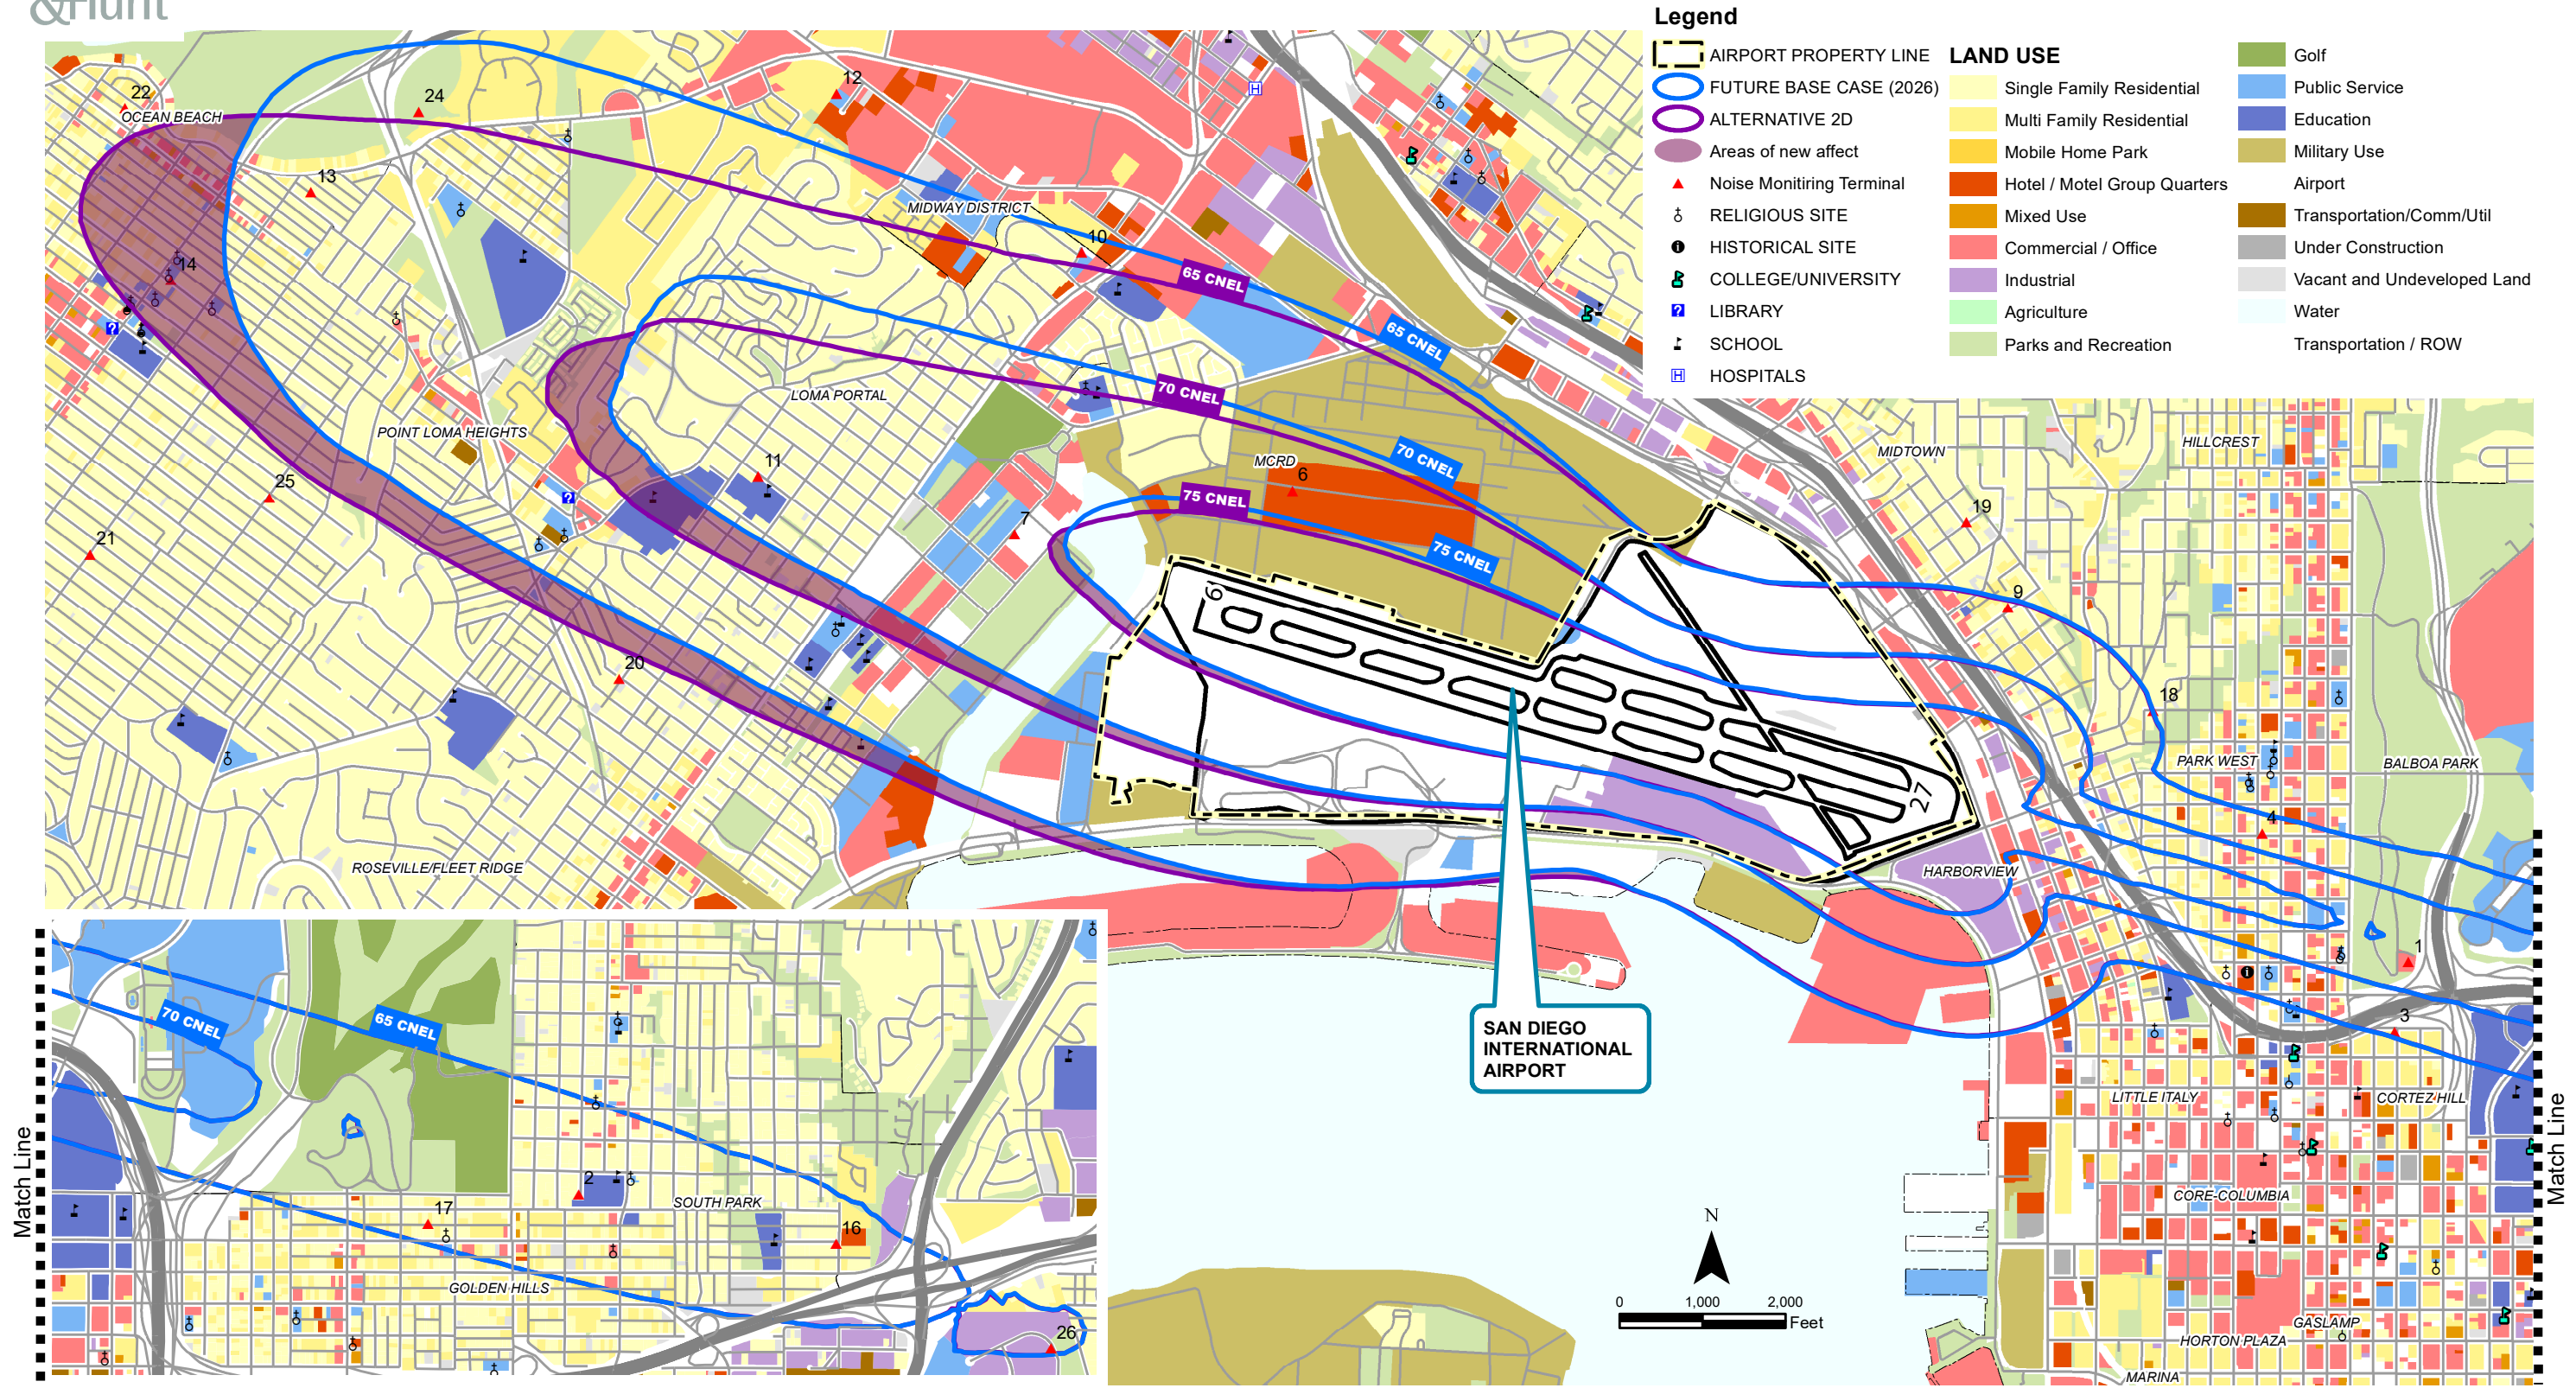 &Hunt
Legend
AIRPORT PROPERTY LINE
FUTURE BASE CASE (2026)
ALTERNATIVE 2D
Areas of new affect
Noise Monitiring Terminal
RELIGIOUS SITE
HISTORICAL SITE
COLLEGE/UNIVERSITY
LIBRARY
SCHOOL
HOSPITALS
LAND USE
Single Family Residential
Multi Family Residential
Mobile Home Park
Hotel / Motel Group Quarters
Mixed Use
Commercial / Office
Industrial
Agriculture
Parks and Recreation
Golf
Public Service
Education
Military Use
Airport
Transportation/Comm/Util
Under Construction
Vacant and Undeveloped Land
Water
Transportation / ROW
22
OCEAN BEACH
24
12
13
MIDWAY DISTRICT
10
14
65 CNEL
65 CNEL
70 CNEL
LOMA PORTAL
POINT LOMA HEIGHTS
MIDTOWN
HILLCREST
70 CNEL
MCRD
6
11
25
75 CNEL
7
19
21
75 CNEL
9
9
20
18
PARK WEST
BALBOA PARK
27
4
ROSEVILLE/FLEET RIDGE
HARBORVIEW
1
3
70 CNEL
65 CNEL
SAN DIEGO
INTERNATIONAL
AIRPORT
LITTLE ITALY
CORTEZ HILL
2
SOUTH PARK
17
16
CORE-COLUMBIA
GOLDEN HILLS
26
N
0 1,000 2,000
Feet
GASLAMP
HORTON PLAZA
MARINA
Match Line
Match Line